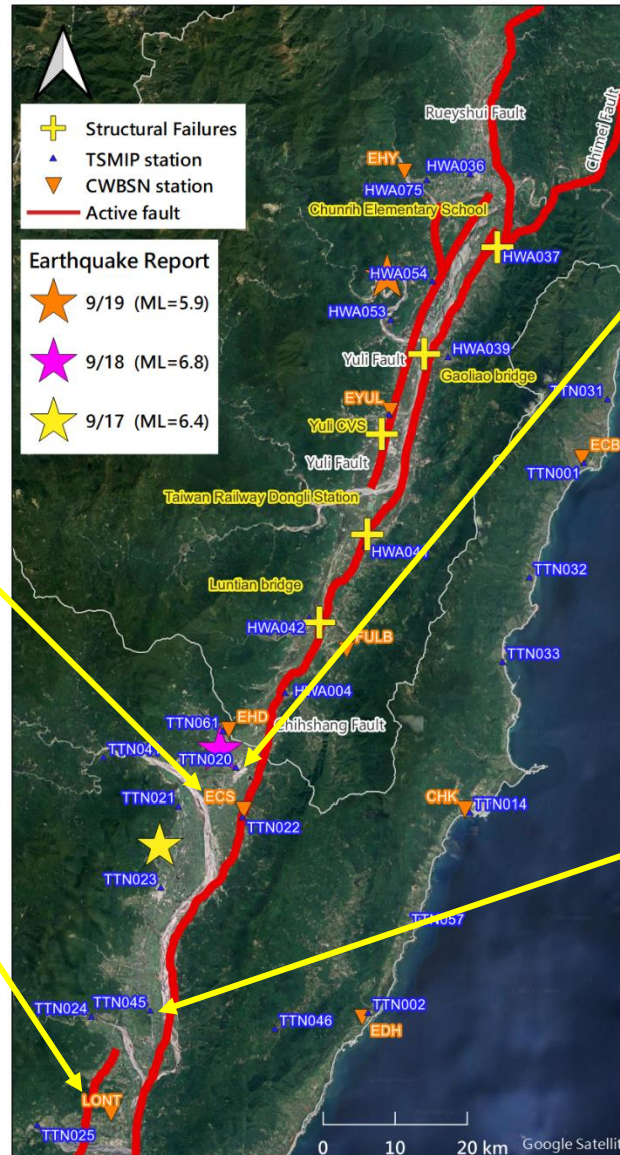 Structural Failures
TSMIP station
CWBSN station
Active fault
Earthquake Report
9/19 (ML=5.9)
9/18 (ML=6.8)
9/17 (ML=6.4)
Rueyshui Fault
Chimei Fault
EHY
HWA036
HWA075
Chunrih Elementary School
HWA037
HWA054
HWA053
Yuli Fault
HWA039
Gaoliao bridge
TTN031
EYUL
Yuli CVS
ECB
TTN001
Yuli Fault
Taiwan Railway Dongli Station
HWA041
TTN032
Luntian bridge
HWA042
FULB
TTN033
HWA004
EHD
TTN061
Chihshang Fault
TTN041
TTN020
ECS
CHK
TTN021
TTN014
TTN022
TTN023
TTN057
TTN045
TTN024
TTN002
EDH
TTN046
LONT
TTN025
0 10 20 km
Google Satellit